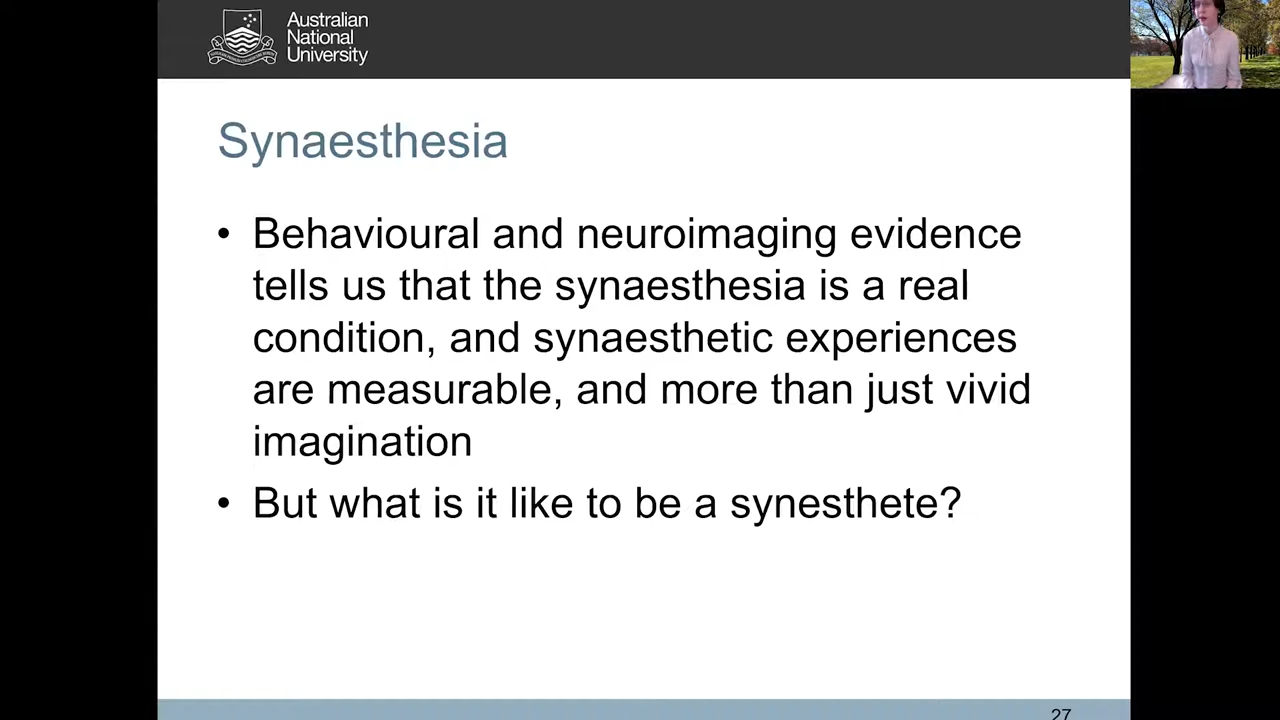 Australian
National
University
Synaesthesia
• Behavioural and neuroimaging evidence
tells us that the synaesthesia is a real
condition, and synaesthetic experiences
are measurable, and more than just vivid
imagination
• But what is it like to be a synesthete?
27